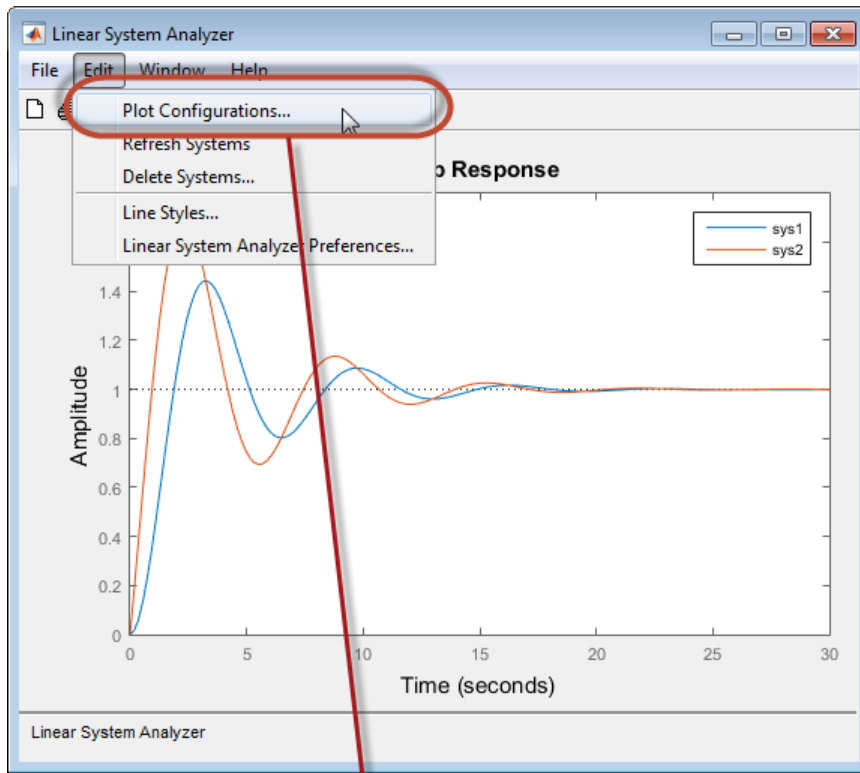 Linear System Analyzer
File Edit Window Help
Plot Configurations...
Refresh Systems
Delete Systems...
Line Styles...
Linear System Analyzer Preferences...
Response
sys1
sys2
1.4
1.2
1
0.8
0.6
0.4
0.2
0
Amplitude
0 5 10 15 20 25 30
Time (seconds)
Linear System Analyzer